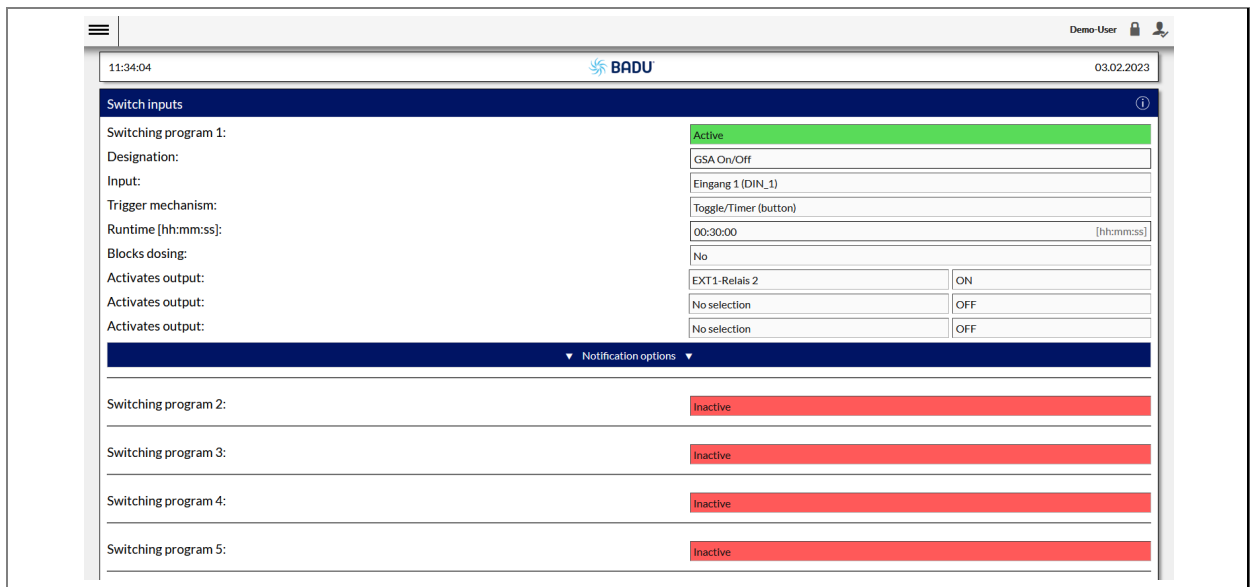 Demo-User
11:34:04 BADU 03.02.2023
Switch inputs
Switching program 1: Active
Designation: GSA On/Off
Input: Eingang 1 (DIN_1)
Trigger mechanism: Toggle/Timer (button)
Runtime [hh:mm:ss]: 00:30:00 [hh:mm:ss]
Blocks dosing: No
Activates output: EXT1-Relais 2 ON
Activates output: No selection OFF
Activates output: No selection OFF
▼ Notification options ▼
Switching program 2: Inactive
Switching program 3: Inactive
Switching program 4: Inactive
Switching program 5: Inactive